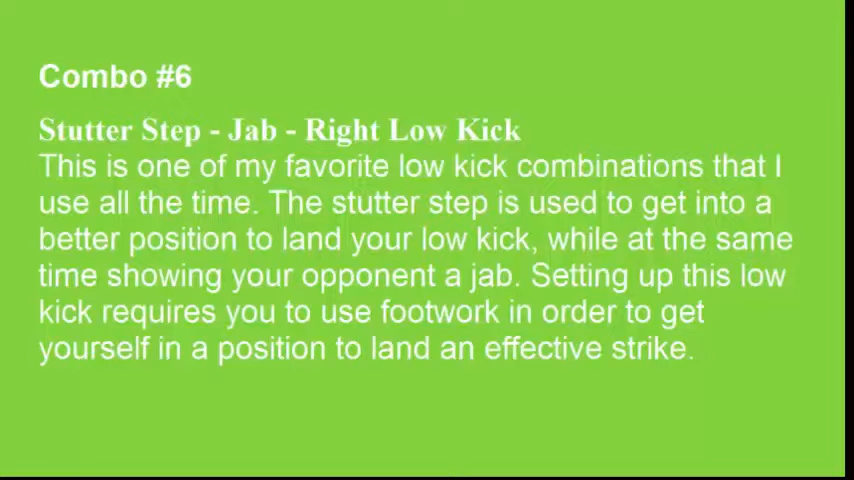 Combo #6
Stutter Step - Jab - Right Low Kick
This is one of my favorite low kick combinations that I
use all the time. The stutter step is used to get into a
better position to land your low kick, while at the same
time showing your opponent a jab. Setting up this low
kick requires you to use footwork in order to get
yourself in a position to land an effective strike.